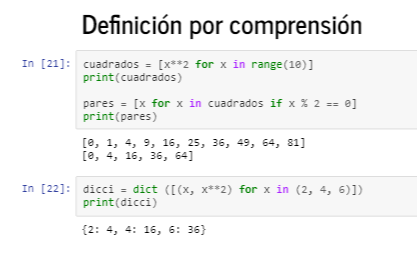 Definición por comprensión
In [21]: cuadrados = [x**2 for x in range(10)]
print(cuadrados)
pares = [x for x in cuadrados if x % 2 == 0]
print(pares)
[0, 1, 4, 9, 16, 25, 36, 49, 64, 81]
[0, 4, 16, 36, 64]
In [22]: dicci = dict ([(x, x**2) for x in (2, 4, 6)])
print(dicci)
{2: 4, 4: 16, 6: 36}